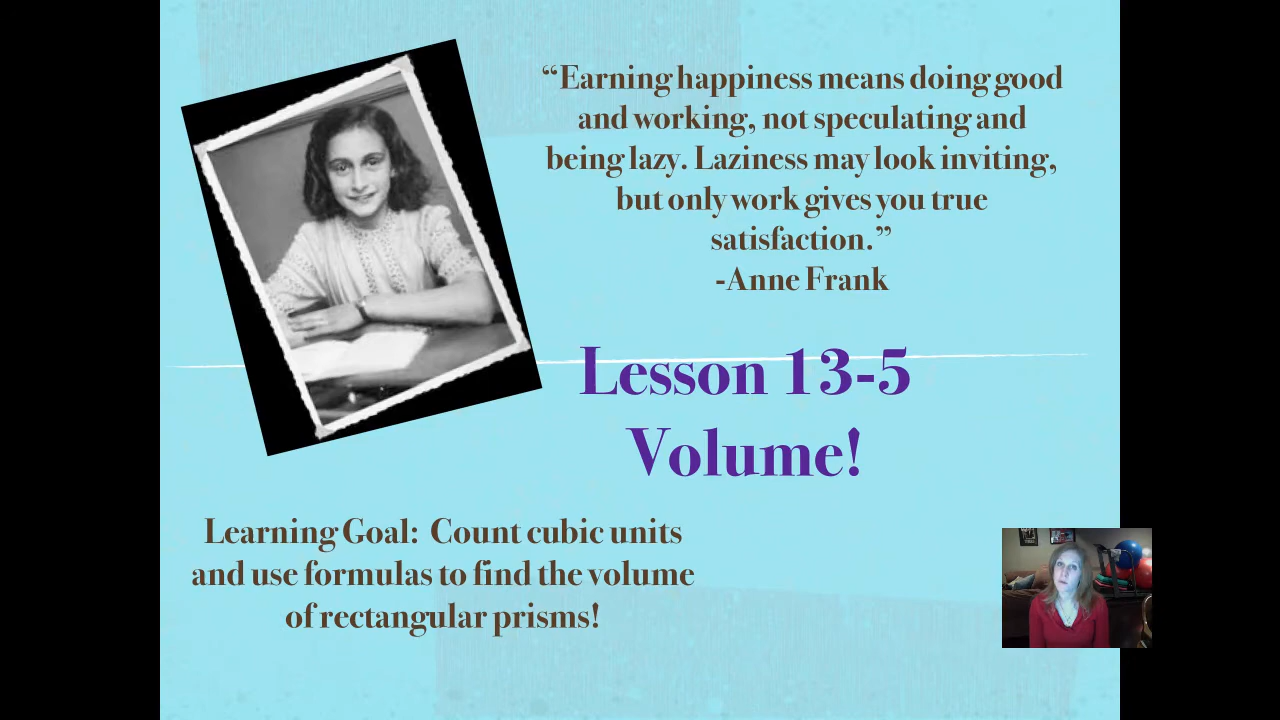 “Earning happiness means doing good
and working, not speculating and
being lazy. Laziness may look inviting,
but only work gives you true
satisfaction.”
-Anne Frank
Lesson 13-5
Volume!
Learning Goal:  Count cubic units
and use formulas to find the volume
of rectangular prisms!